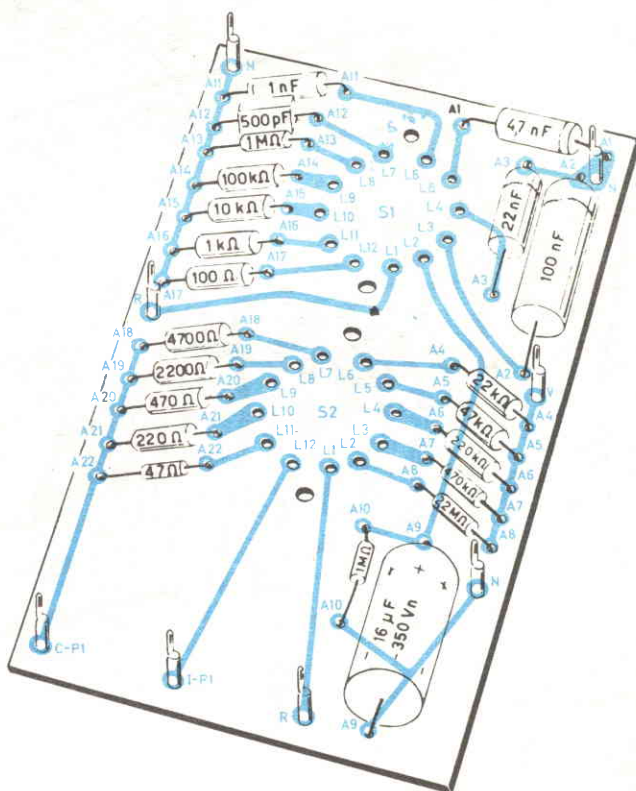 N
A11
1nF
A11
A12
500pF
A12
A13
1MΩ
A13
A14
100kΩ
A14
A15
10kΩ
A15
A16
1kΩ
A16
A17
100Ω
A17
R
A1
4,7nF
A1
N
A3
22nF
A3
A2
100nF
A2
L7
L6
L8
L5
L9
L4
L10
S1
L3
L11
L2
L12
L1
A18
4700Ω
A18
A19
2200Ω
A19
A20
470Ω
A20
A21
220Ω
A21
A22
47Ω
A22
L7
L6
L8
L5
L9
L4
L10
S2
L3
L11
L2
L12
L1
A4
22kΩ
A4
A5
47kΩ
A5
A6
220kΩ
A6
A7
470kΩ
A7
A8
2,2MΩ
A8
V
A10
1MΩ
A10
A9
+
16µF
350Vn
-
A9
N
C-P1
I-P1
R